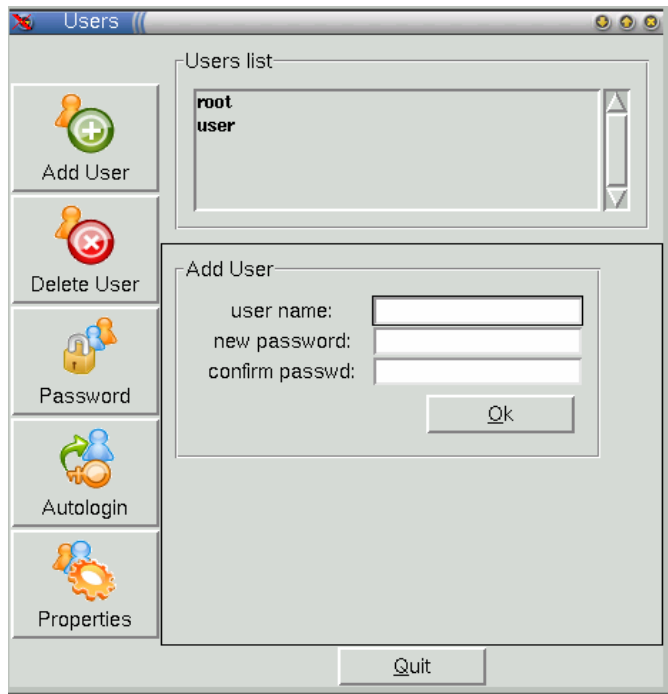 Users
Users list
root
user
Add User
Delete User
Password
Autologin
Properties
Add User
user name:
new password:
confirm passwd:
Ok
Quit